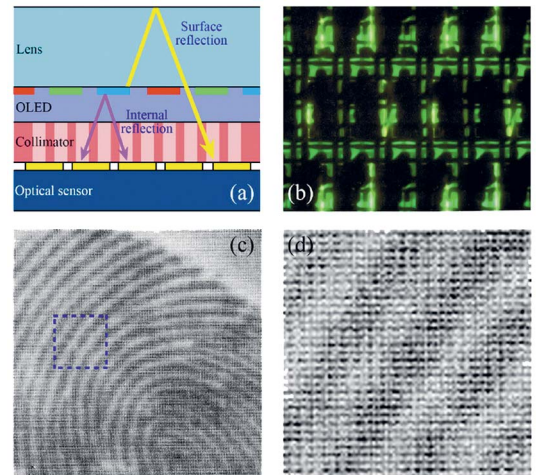 Surface
reflection
Lens
OLED
Internal
reflection
Collimator
Optical sensor
(a)
(b)
(c)
(d)